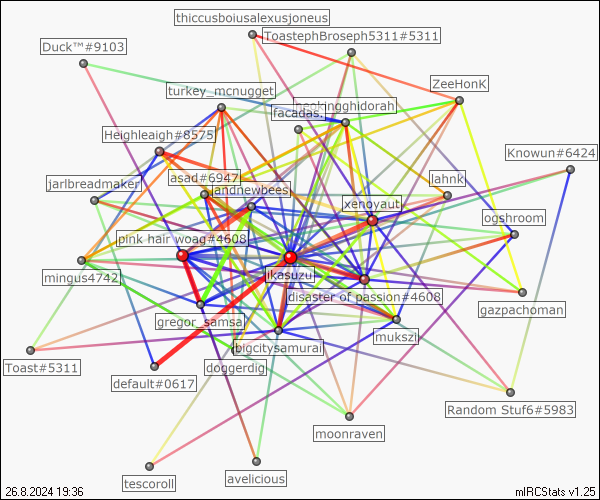 thiccusboiusalexusjoneus
ToastephBroseph5311#5311
Duck™#9103
ZeeHonK
turkey_mcnugget
facadas.
Heighleaigh#8575
Knowun#6424
asad#6947
lahnk
jarlbreadmaker
andnewbees
xenoyaut
ogshroom
pink hair woag#4608
mingus4742
jkasuzu
disaster of passion#4608
gazpachoman
gregor_samsa
mukszi
bigcitysamurai
Toast#5311
doggerdig
default#0617
Random Stuf6#5983
moonraven
tescoroll
avelicious
26.8.2024 19:36
mIRCStats v1.25